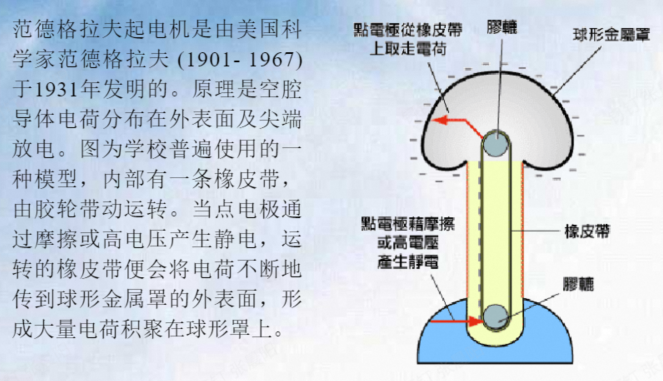 范德格拉夫起电机是由美国科
学家范德格拉夫 (1901- 1967)
于1931年发明的。原理是空腔
导体电荷分布在外表面及尖端
放电。图为学校普遍使用的一
种模型，内部有一条橡皮带，
由胶轮带动运转。当点电极通
过摩擦或高电压产生静电，运
转的橡皮带便会将电荷不断地
传到球形金属罩的外表面，形
成大量电荷积聚在球形罩上。
點電極從橡皮帶
上取走電荷
膠轆
球形金屬罩
點電極藉摩擦
或高電壓
產生靜電
橡皮帶
膠轆